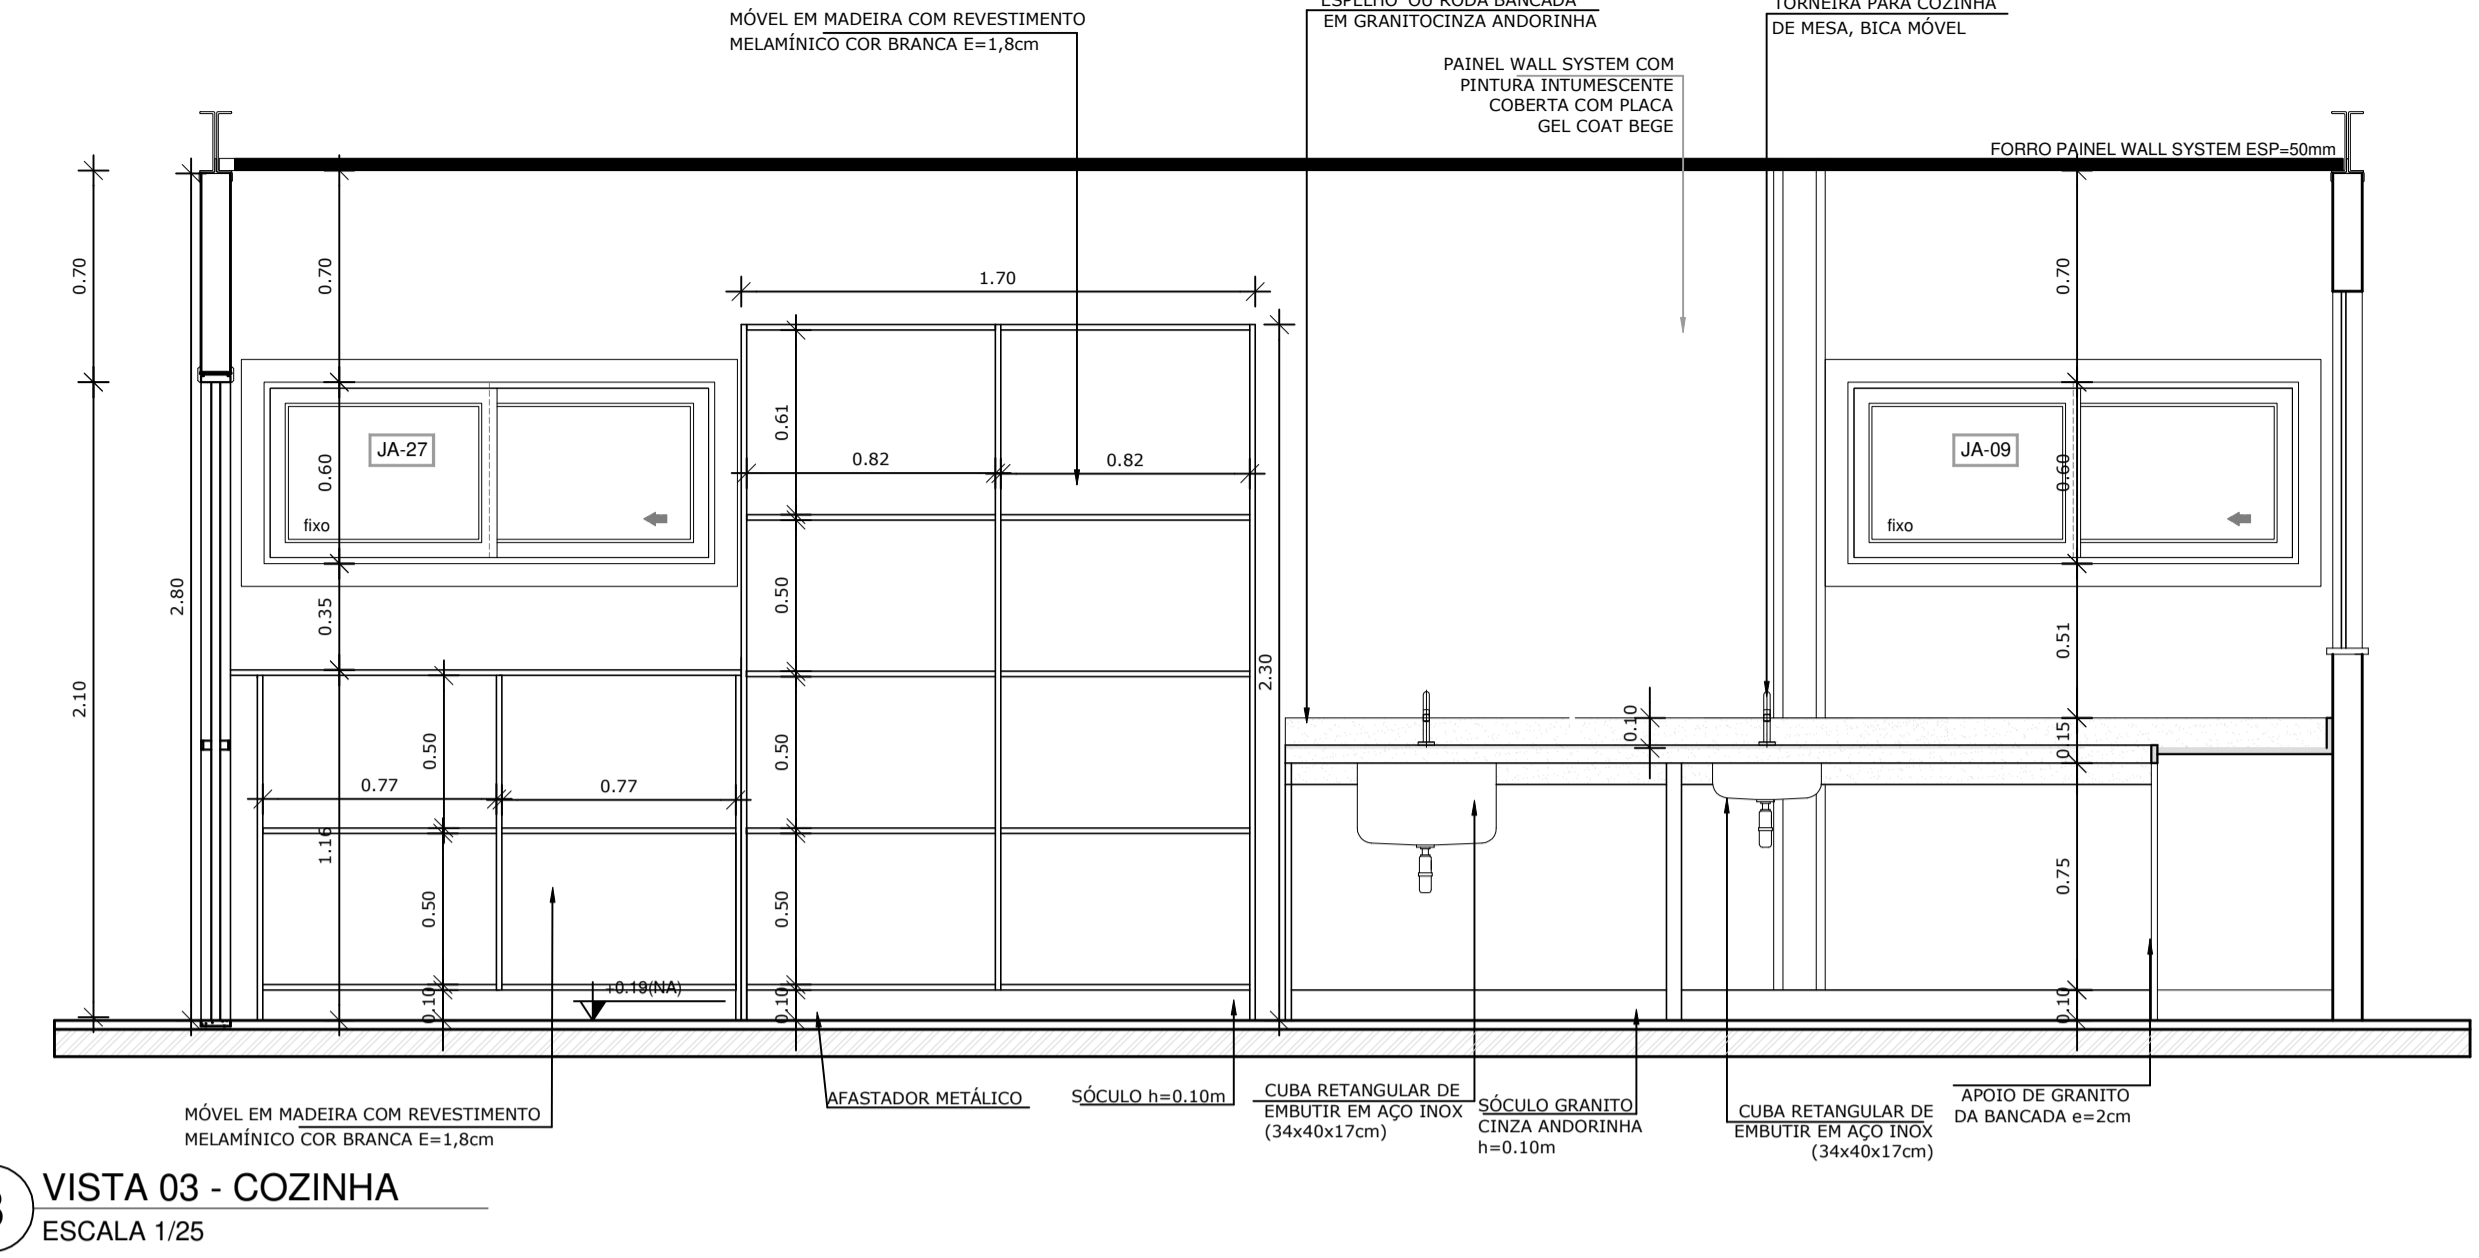 MÓVEL EM MADEIRA COM REVESTIMENTO
MELAMÍNICO COR BRANCA E=1,8cm
ESPELHO OU RODA BANCADA
EM GRANITOCINZA ANDORINHA
TORNEIRA PARA COZINHA
DE MESA, BICA MÓVEL
PAINEL WALL SYSTEM COM
PINTURA INTUMESCENTE
COBERTA COM PLACA
GEL COAT BEGE
FORRO PAINEL WALL SYSTEM ESP=50mm
0.70
2.10
2.80
0.70
0.60
0.35
1.16
JA-27
fixo
0.50
0.77
0.77
0.50
0.10
+0.19(NA)
1.70
0.61
0.82
0.82
0.50
0.50
0.50
0.10
2.30
0.10
JA-09
fixo
0.70
0.60
0.51
0.15
0.75
0.10
MÓVEL EM MADEIRA COM REVESTIMENTO
MELAMÍNICO COR BRANCA E=1,8cm
AFASTADOR METÁLICO
SÓCULO h=0.10m
CUBA RETANGULAR DE
EMBUTIR EM AÇO INOX
(34x40x17cm)
SÓCULO GRANITO
CINZA ANDORINHA
h=0.10m
CUBA RETANGULAR DE
EMBUTIR EM AÇO INOX
(34x40x17cm)
APOIO DE GRANITO
DA BANCADA e=2cm
VISTA 03 - COZINHA
ESCALA 1/25